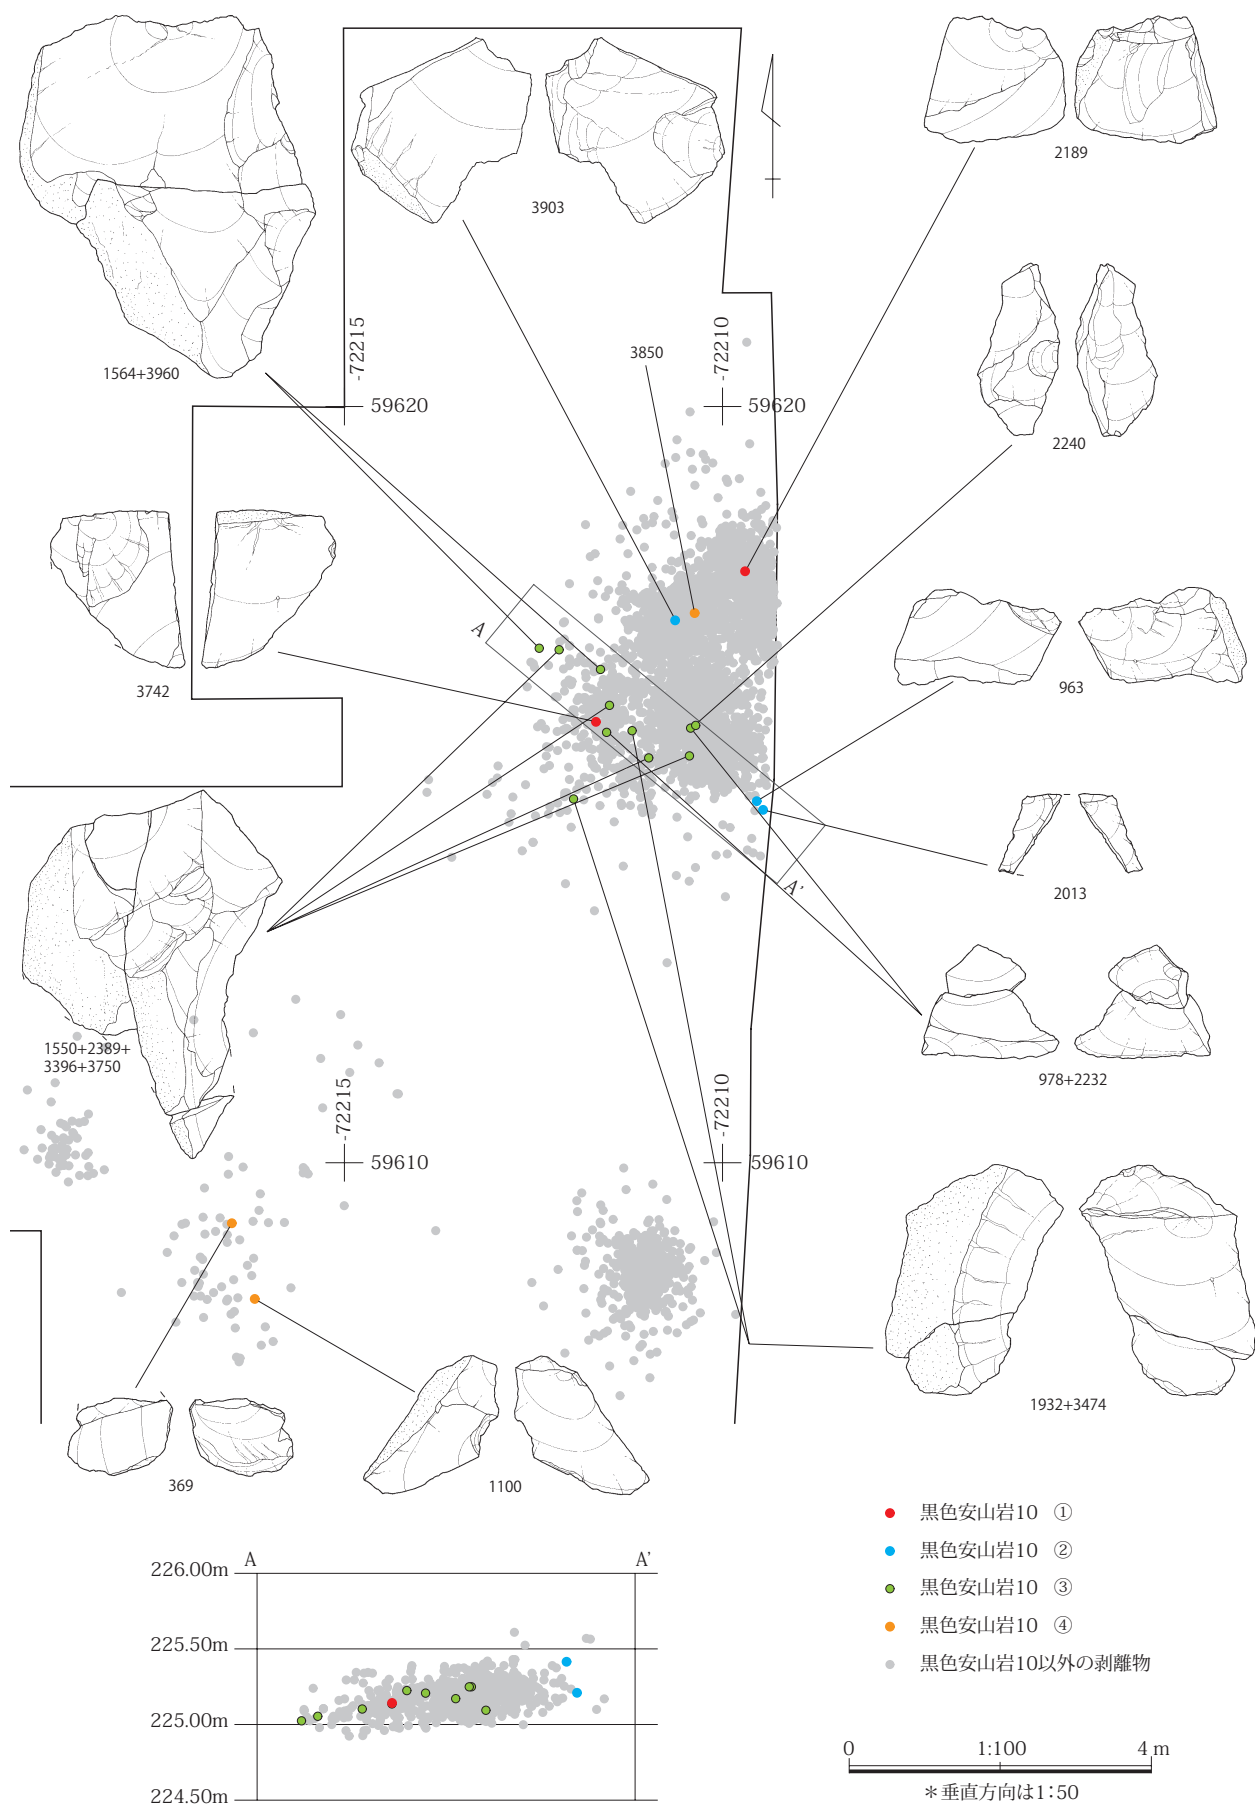 3903
2189
1564+3960
-72215
59620
3850
-72210
59620
2240
3742
A
963
A'
2013
1550+2389+
3396+3750
978+2232
-72215
59610
-72210
59610
1932+3474
369
1100
黒色安山岩10 ①
黒色安山岩10 ②
黒色安山岩10 ③
黒色安山岩10 ④
黒色安山岩10以外の剥離物
A
A'
226.00m
225.50m
225.00m
224.50m
0 1:100 4 m
＊垂直方向は1:50